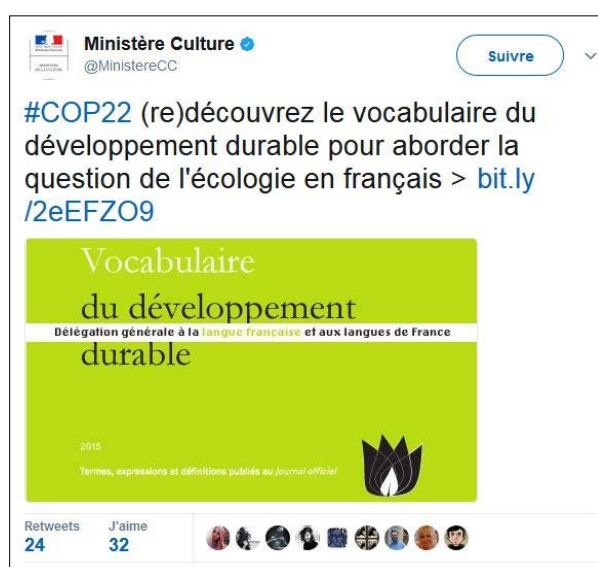 Ministère Culture
@MinistereCC
Suivre
#COP22 (re)découvrez le vocabulaire du
développement durable pour aborder la
question de l'écologie en français > bit.ly
/2eEFZO9
Vocabulaire
du développement
Délégation générale à la langue française et aux langues de France
durable
2015
Termes, expressions et définitions publiés au Journal officiel
Retweets
24
J'aime
32